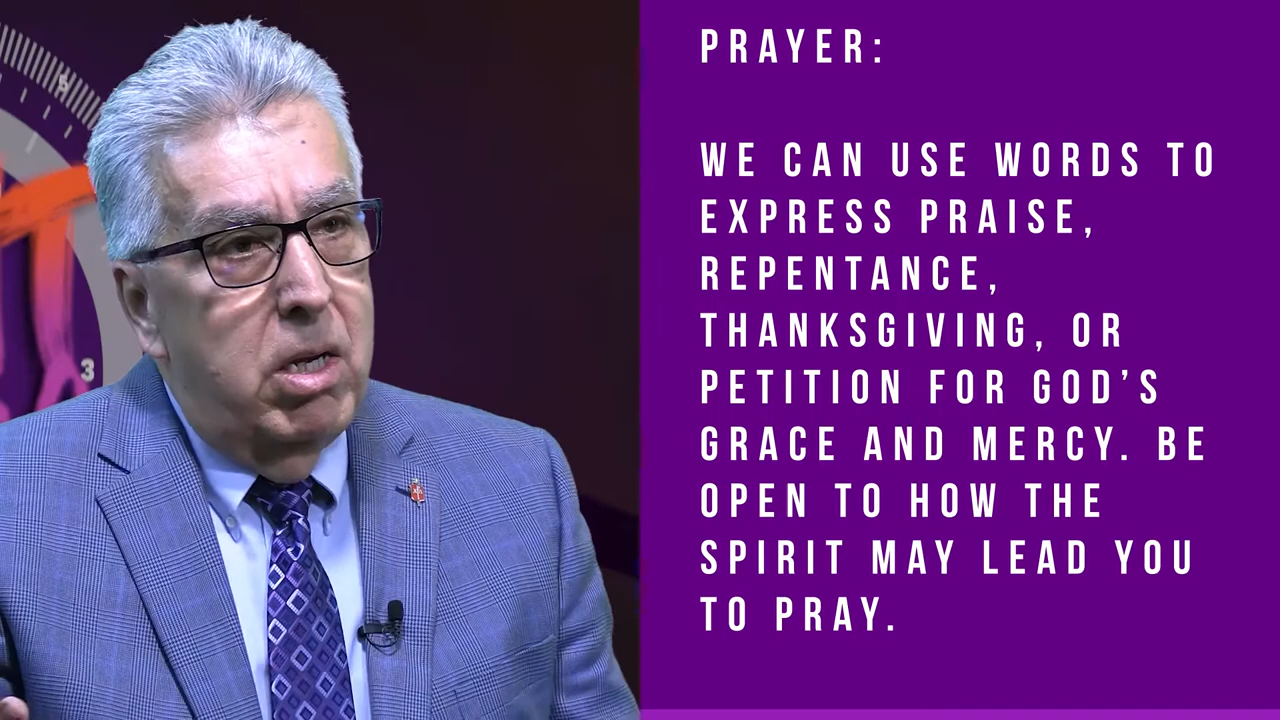 PRAYER:
WE CAN USE WORDS TO
EXPRESS PRAISE,
REPENTANCE,
THANKSGIVING, OR
PETITION FOR GOD’S
GRACE AND MERCY. BE
OPEN TO HOW THE
SPIRIT MAY LEAD YOU
TO PRAY.
3